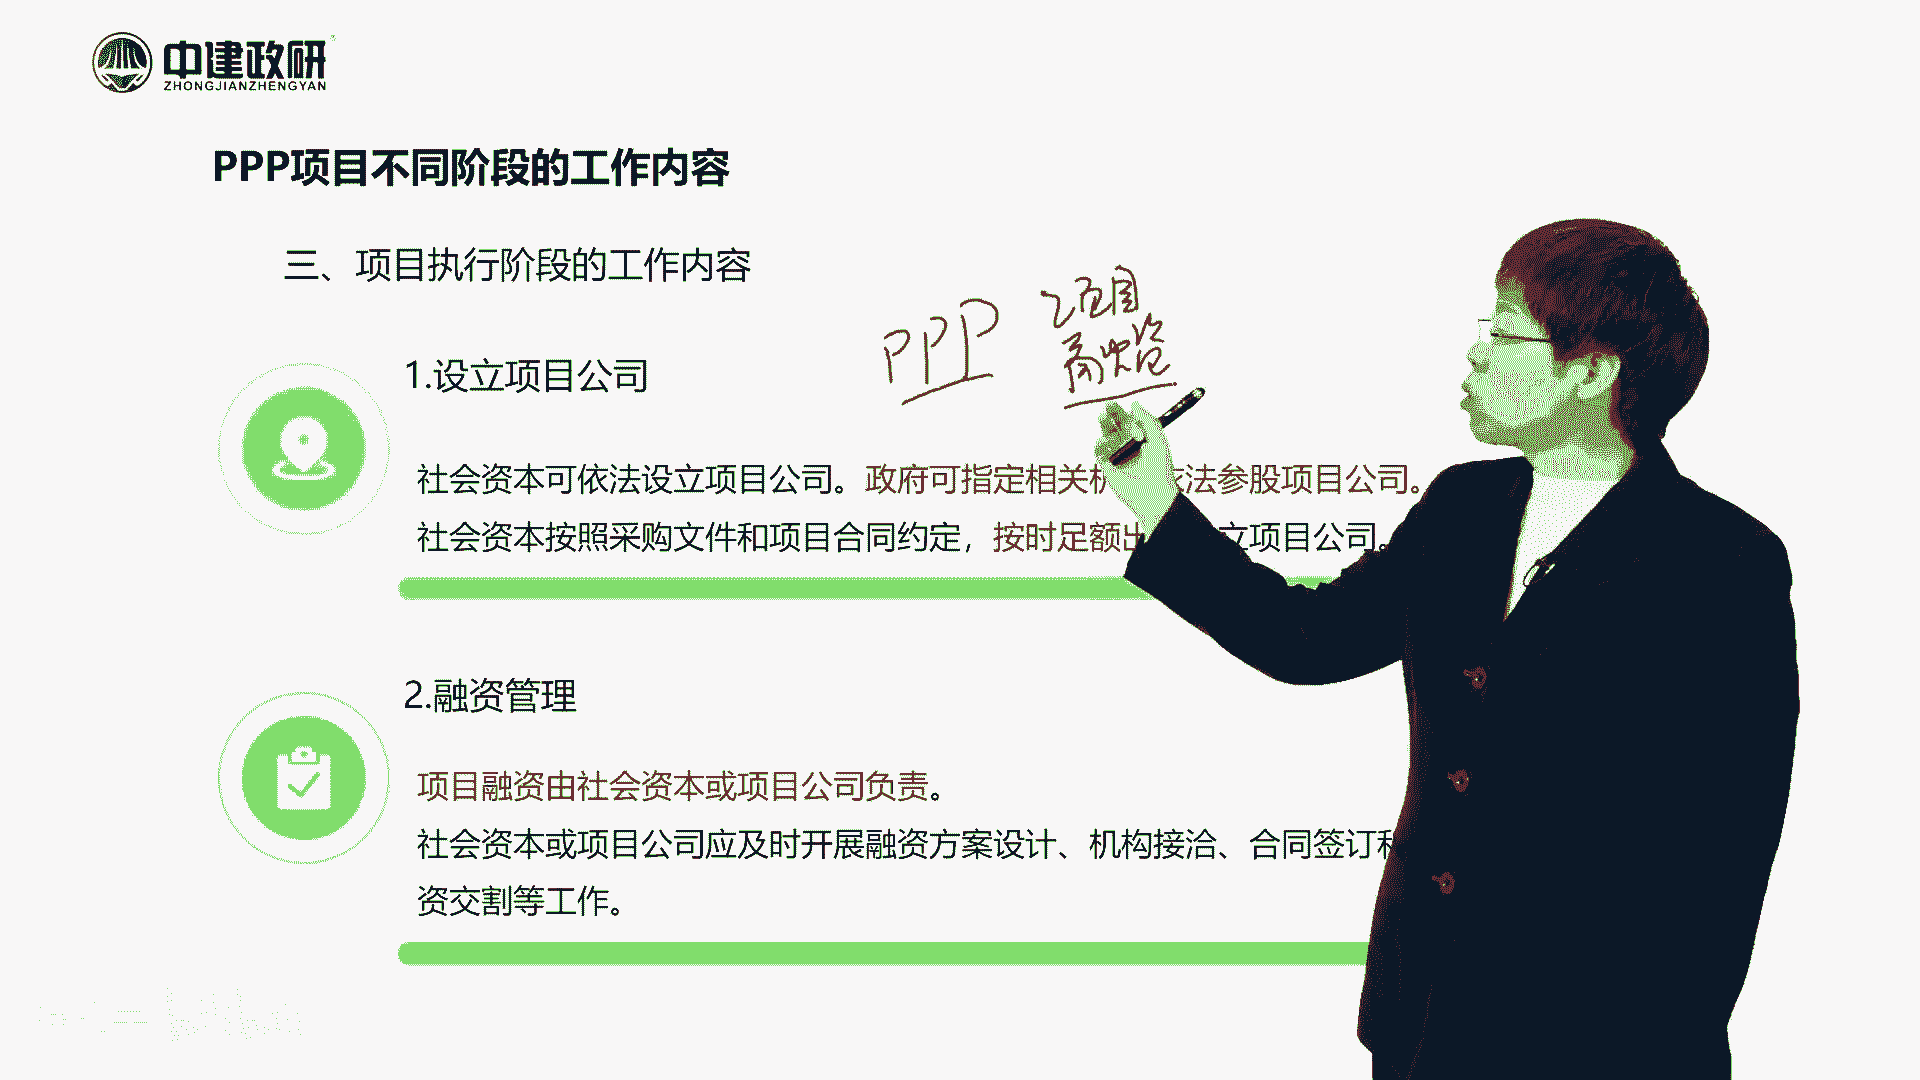 中建政研
ZHONGJIANZHENGYAN
PPP项目不同阶段的工作内容
三、项目执行阶段的工作内容
PPP 项目
融资
1.设立项目公司
社会资本可依法设立项目公司。政府可指定相关机 法参股项目公司。
社会资本按照采购文件和项目合同约定，按时足额出 立项目公司。
2.融资管理
项目融资由社会资本或项目公司负责。
社会资本或项目公司应及时开展融资方案设计、机构接洽、合同签订和
资交割等工作。